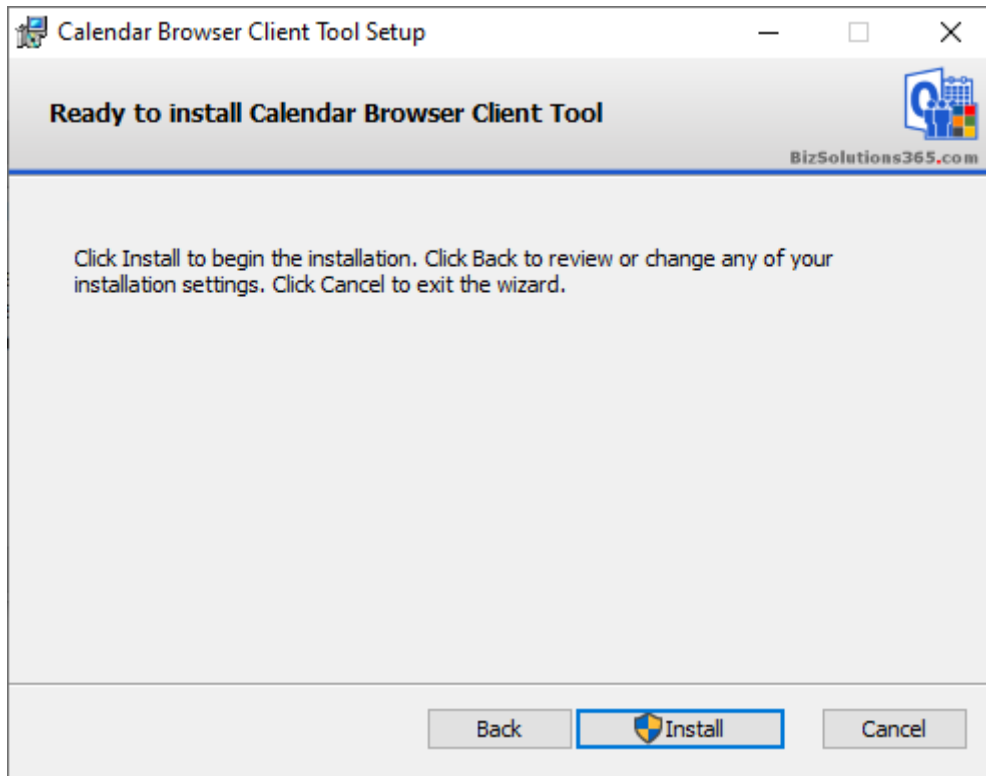 Calendar Browser Client Tool Setup
Ready to install Calendar Browser Client Tool
BizSolutions365.com
Click Install to begin the installation. Click Back to review or change any of your
installation settings. Click Cancel to exit the wizard.
Back
Install
Cancel